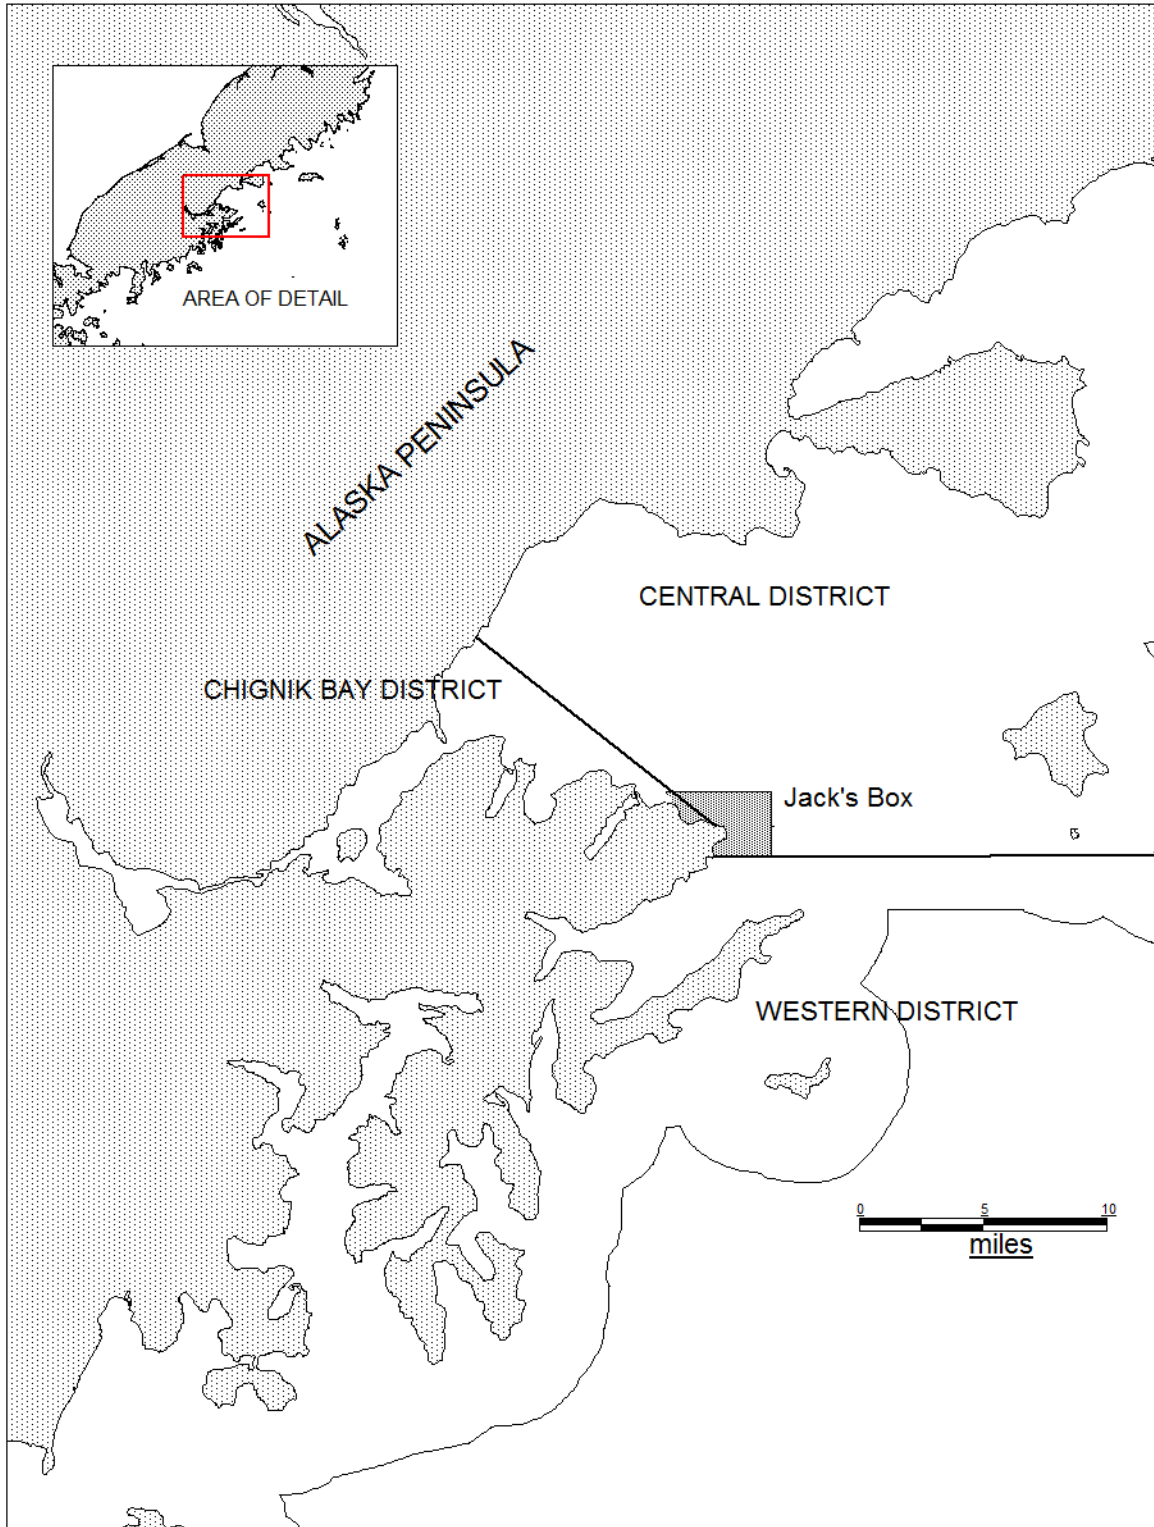 AREA OF DETAIL
ALASKA PENINSULA
CENTRAL DISTRICT
CHIGNIK BAY DISTRICT
Jack's Box
WESTERN DISTRICT
0 5 10
miles